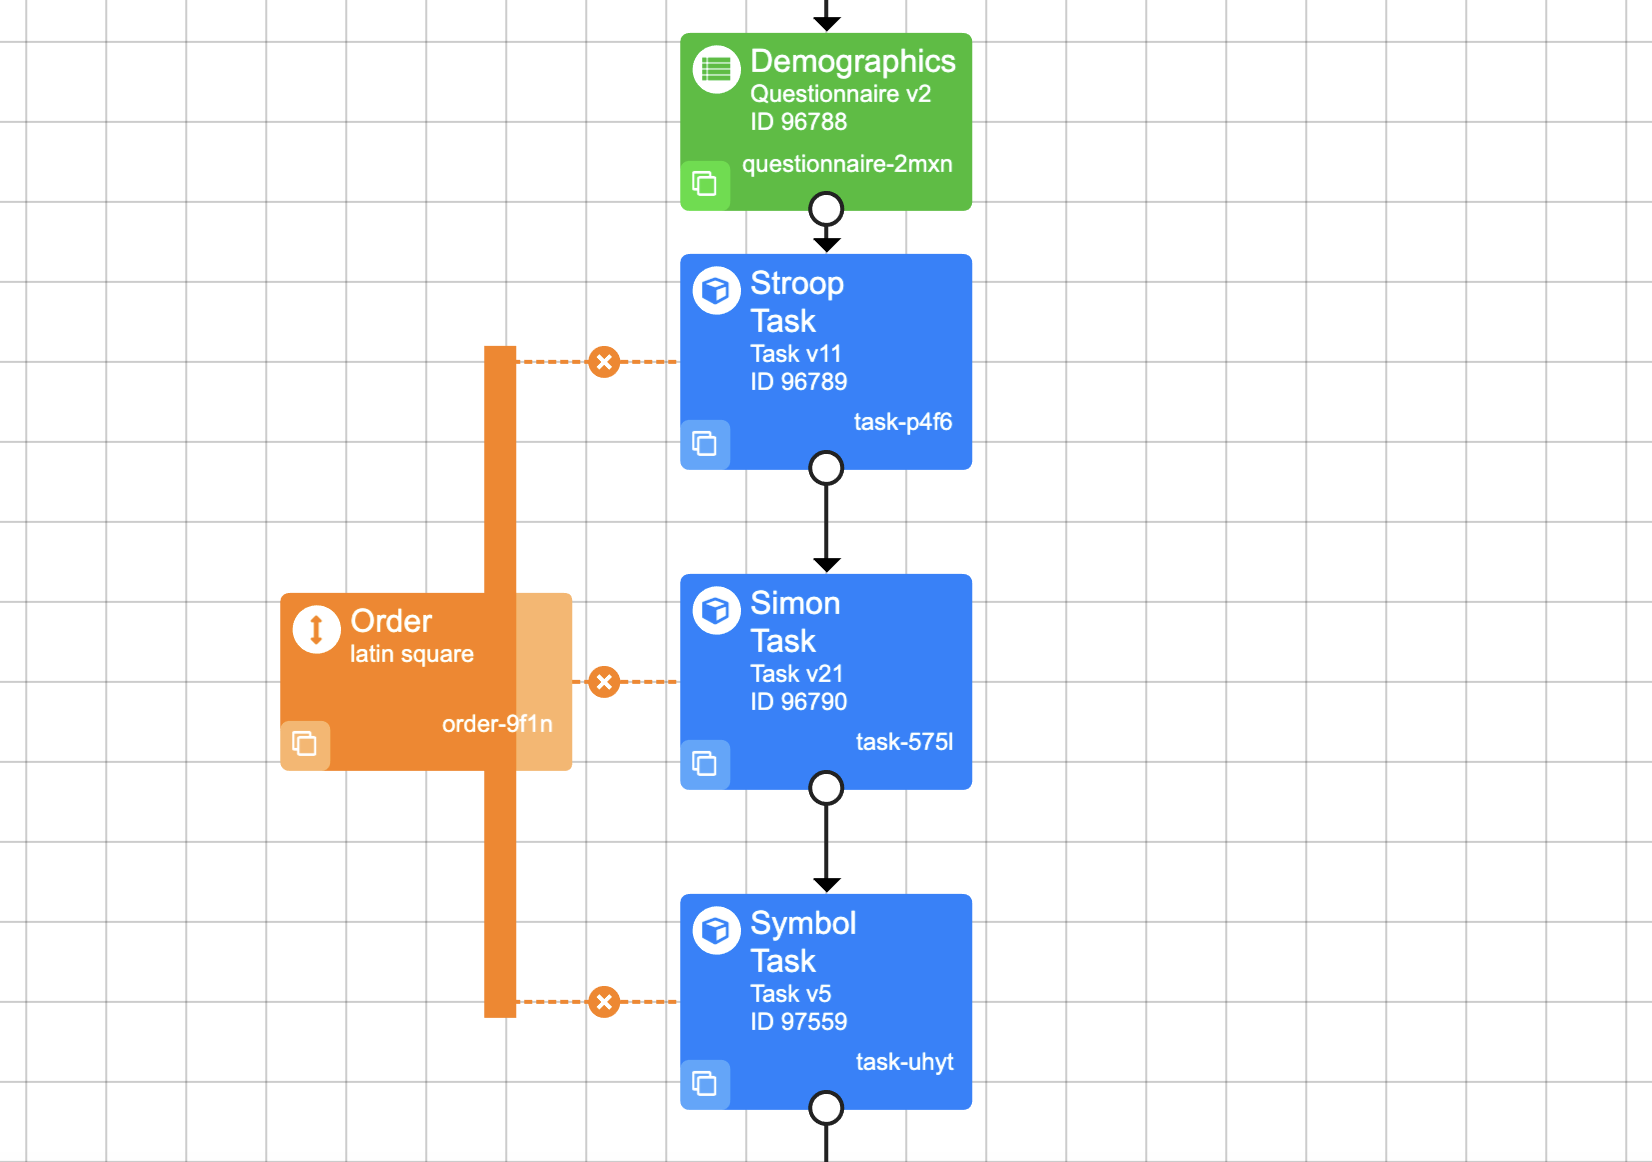 Demographics
Questionnaire v2
ID 96788
questionnaire-2mxn
Stroop
Task
Task v11
ID 96789
task-p4f6
Order
latin square
order-9f1n
Simon
Task
Task v21
ID 96790
task-575l
Symbol
Task
Task v5
ID 97559
task-uhyt